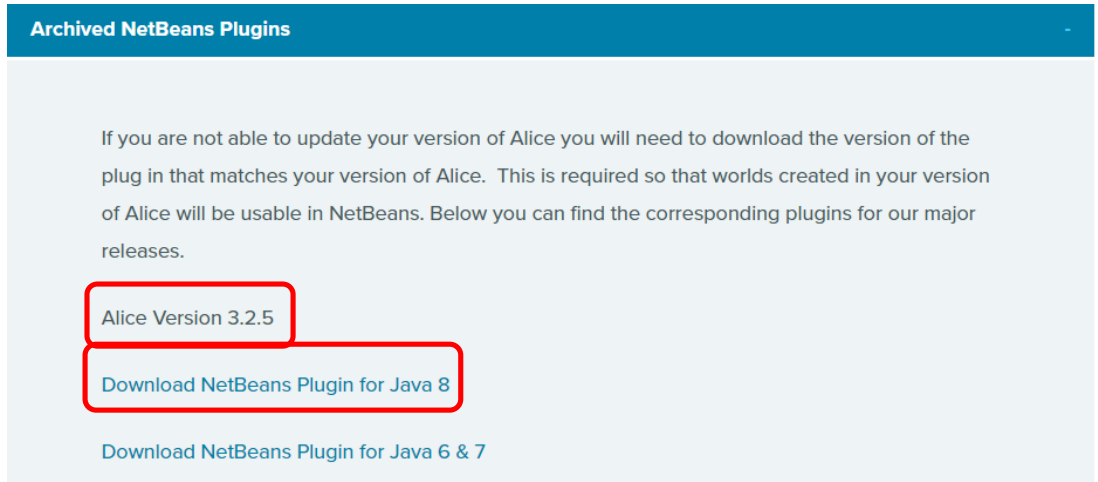 Archived NetBeans Plugins -
If you are not able to update your version of Alice you will need to download the version of the
plug in that matches your version of Alice. This is required so that worlds created in your version
of Alice will be usable in NetBeans. Below you can find the corresponding plugins for our major
releases.
Alice Version 3.2.5
Download NetBeans Plugin for Java 8
Download NetBeans Plugin for Java 6 & 7